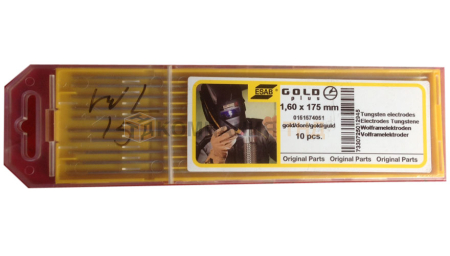 ESAB
GOLD
plus
1,60 x 175 mm
0151574051
gold/doré/gold/guld
10 pcs.
Tungsten electrodes
Electrodes Tungstene
Wolframelektroden
Volframelektroder
Original Parts
Original Parts
Original Parts